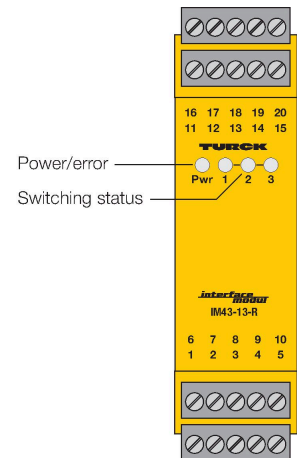 16 17 18 19 20
11 12 13 14 15
TURCK
Power/error
Pwr 1 2 3
Switching status
interface
modul
IM43-13-R
6 7 8 9 10
1 2 3 4 5